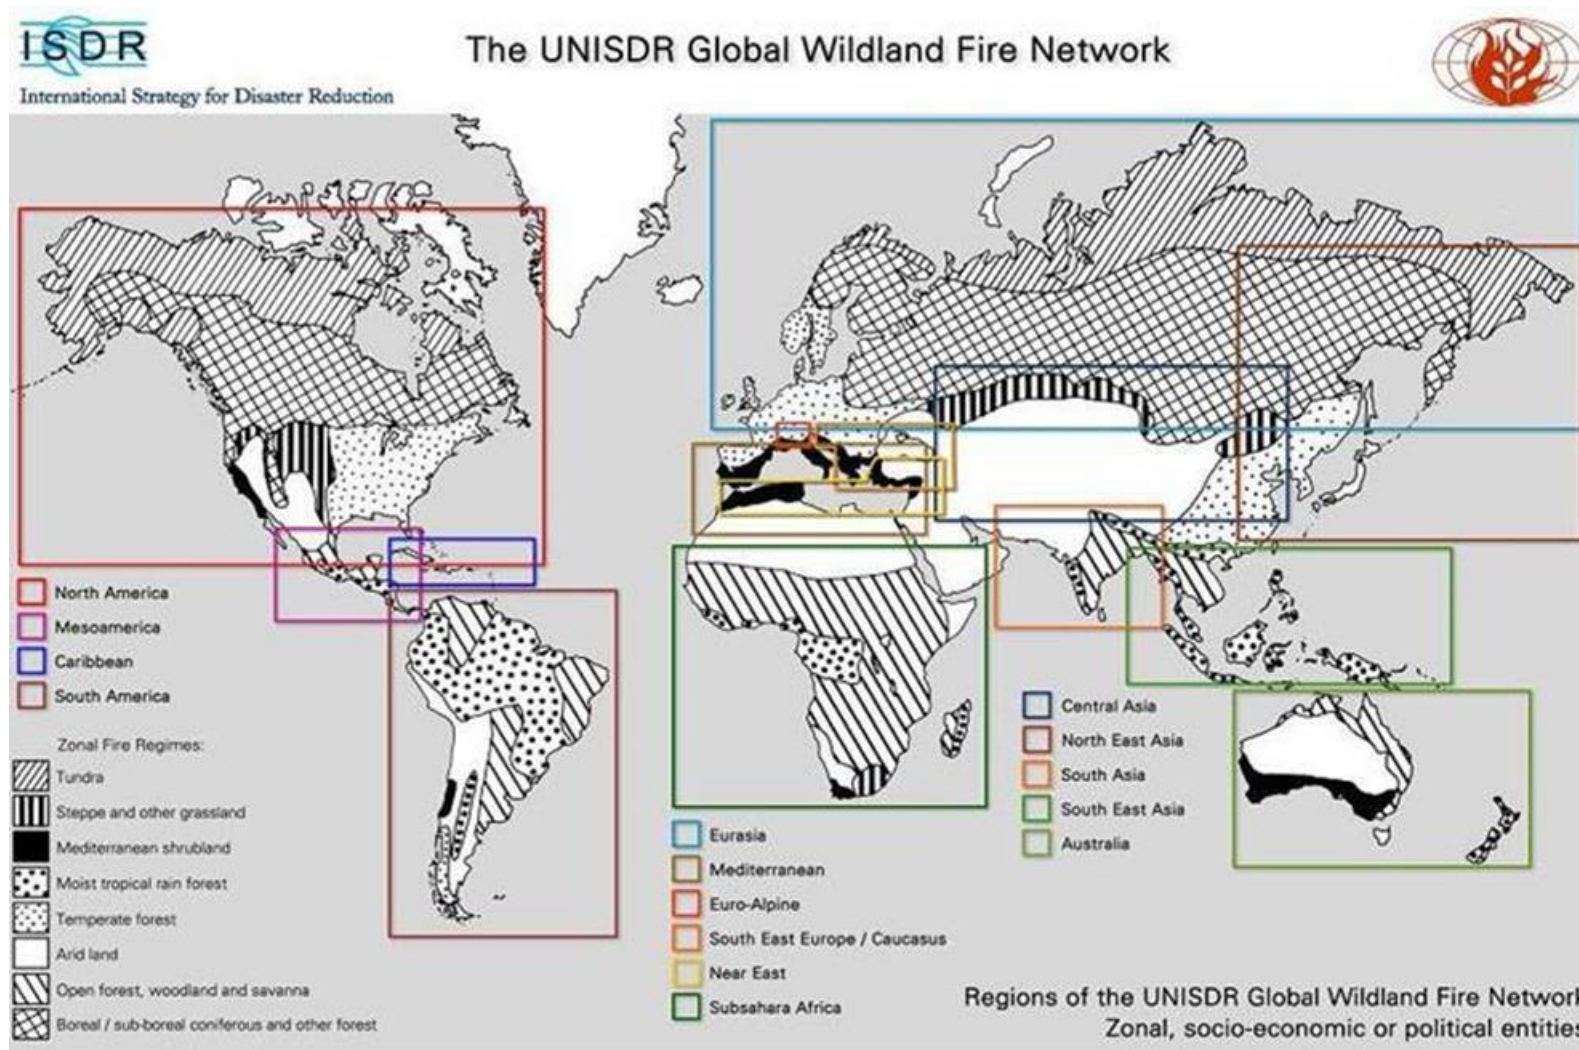 ISDR
International Strategy for Disaster Reduction
The UNISDR Global Wildland Fire Network
North America
Mesoamerica
Caribbean
South America
Zonal Fire Regimes:
Tundra
Steppe and other grassland
Mediterranean shrubland
Moist tropical rain forest
Temperate forest
Arid land
Open forest, woodland and savanna
Boreal / sub-boreal coniferous and other forest
Eurasia
Mediterranean
Euro-Alpine
South East Europe / Caucasus
Near East
Subsahara Africa
Central Asia
North East Asia
South Asia
South East Asia
Australia
Regions of the UNISDR Global Wildland Fire Network
Zonal, socio-economic or political entities